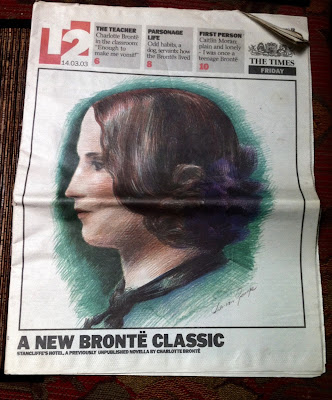 T2
14.03.03
THE TEACHER
Charlotte Brontë
in the classroom:
"Enough to
make me vomit!"
6
PARSONAGE
LIFE
Odd habits, a
dog, servants: how
the Brontës lived
8
FIRST PERSON
Caitlin Moran,
plain and lonely
- I was once a
teenage Brontë
10
THE TIMES
FRIDAY
A NEW BRONTË CLASSIC
STANCLIFFE'S HOTEL, A PREVIOUSLY UNPUBLISHED NOVELLA BY CHARLOTTE BRONTË